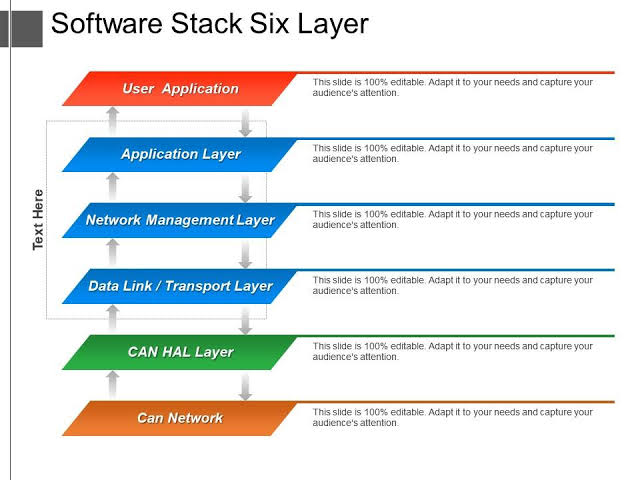 Software Stack Six Layer
User Application
This slide is 100% editable. Adapt it to your needs and capture your
audience's attention.
Application Layer
This slide is 100% editable. Adapt it to your needs and capture your
audience's attention.
Text Here
Network Management Layer
This slide is 100% editable. Adapt it to your needs and capture your
audience's attention.
Data Link / Transport Layer
This slide is 100% editable. Adapt it to your needs and capture your
audience's attention.
CAN HAL Layer
This slide is 100% editable. Adapt it to your needs and capture your
audience's attention.
Can Network
This slide is 100% editable. Adapt it to your needs and capture your
audience's attention.